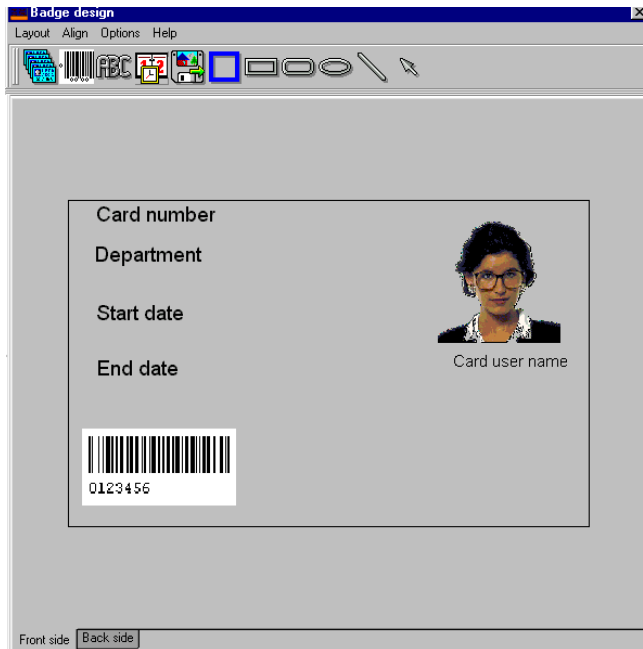 Badge design
Layout Align Options Help
ABC
Card number
Department
Start date
End date
Card user name
0123456
Front side Back side